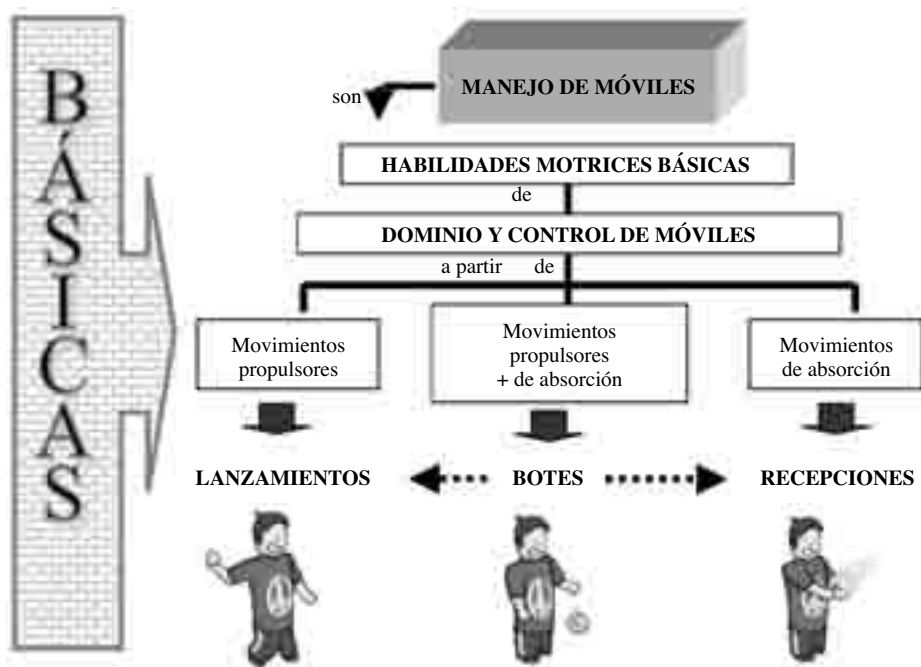 BÁSICAS
MANEJO DE MÓVILES
son
HABILIDADES MOTRICES BÁSICAS
de
DOMINIO Y CONTROL DE MÓVILES
a partir de
Movimientos
propulsores
Movimientos
propulsores
+ de absorción
Movimientos
de absorción
LANZAMIENTOS
BOTES
RECEPCIONES